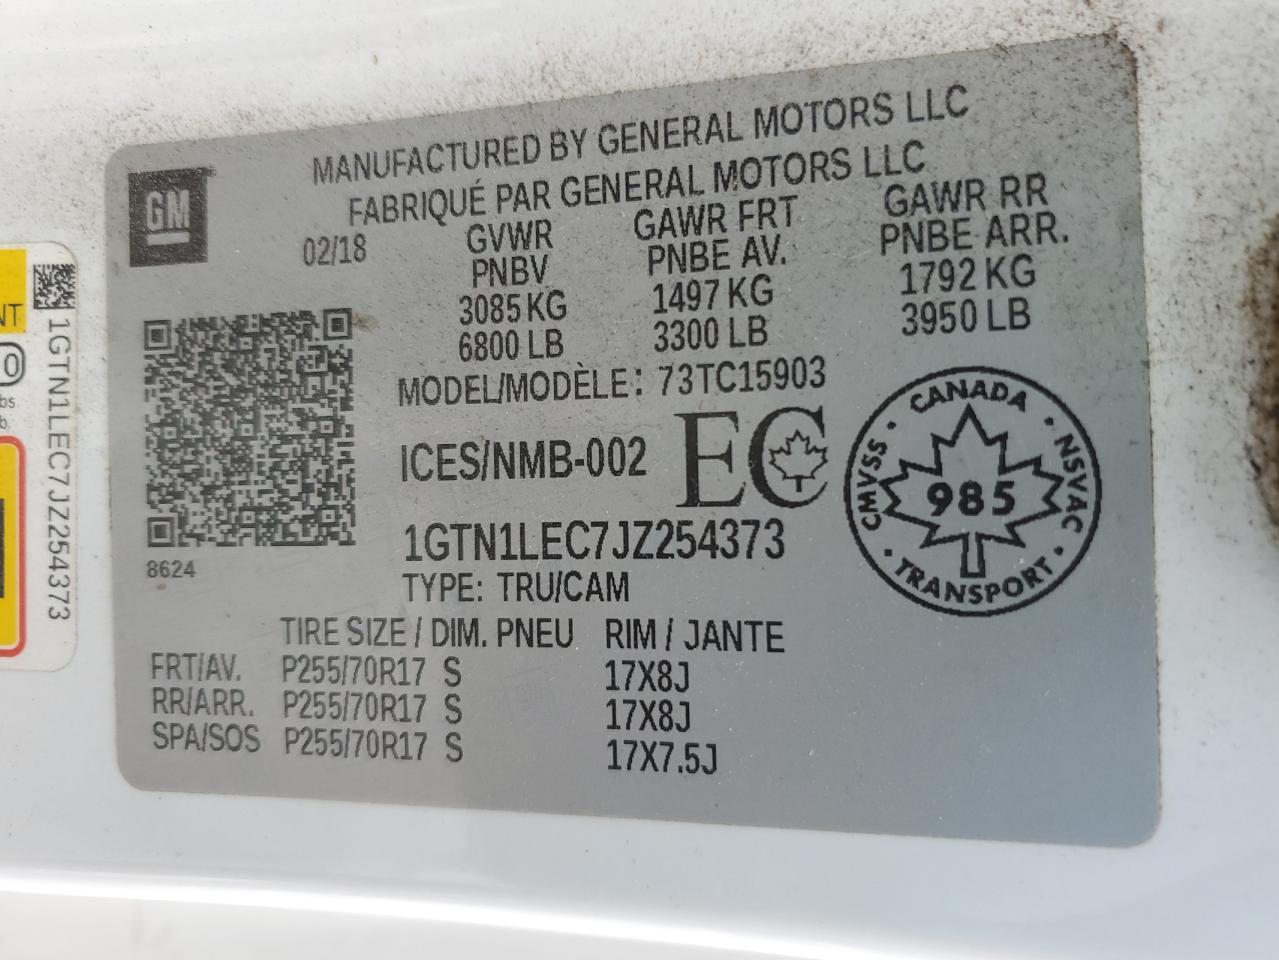 MANUFACTURED BY GENERAL MOTORS LLC
FABRIQUÉ PAR GENERAL MOTORS LLC
GM
02/18
GVWR GAWR FRT GAWR RR
PNBV PNBE AV. PNBE ARR.
3085 KG 1497 KG 1792 KG
6800 LB 3300 LB 3950 LB
MODEL/MODÈLE: 73TC15903
ICES/NMB-002 EC
CANADA
CMVSS • NSVAC
985
TRANSPORT
1GTN1LEC7JZ254373
8624
TYPE: TRU/CAM
TIRE SIZE / DIM. PNEU RIM / JANTE
FRT/AV. P255/70R17 S 17X8J
RR/ARR. P255/70R17 S 17X8J
SPA/SOS P255/70R17 S 17X7.5J
1GTN1LEC7JZ254373
NT
0
bs
b